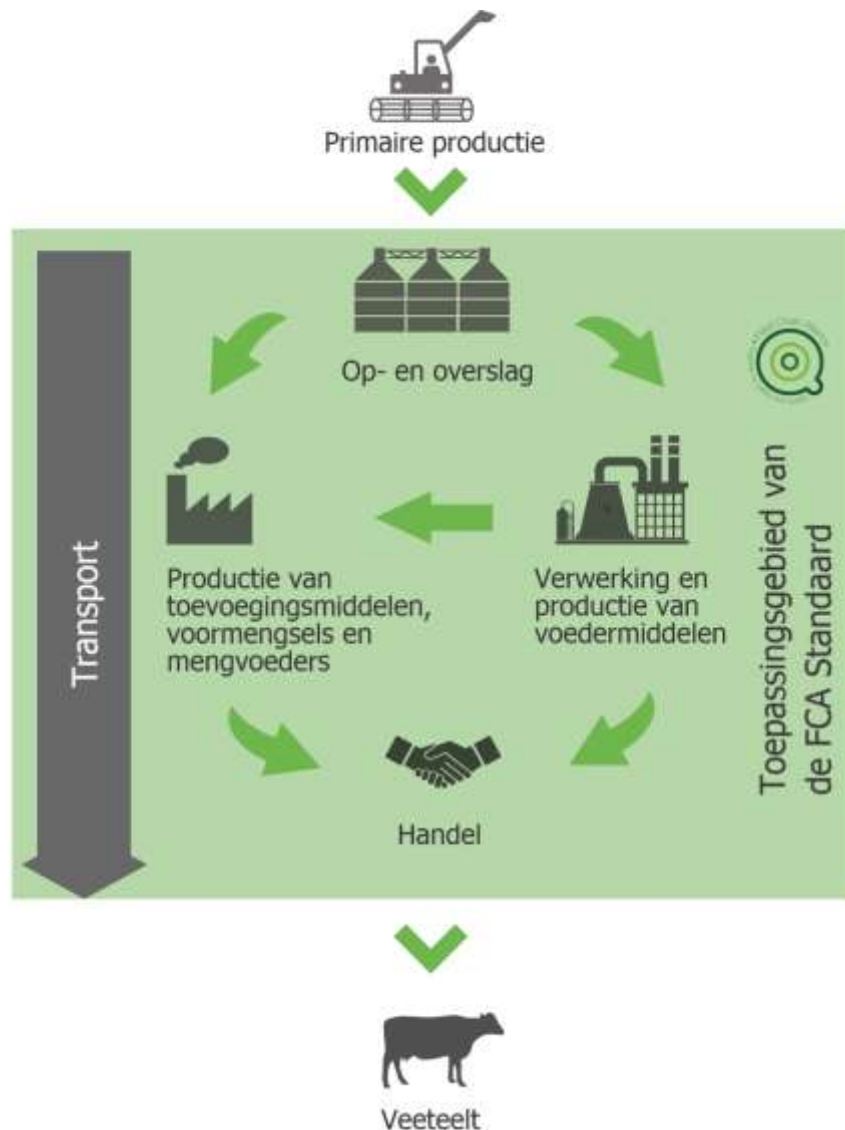 Primaire productie
Op- en overslag
Transport
Productie van
toevoegingsmiddelen,
voormengsels en
mengvoeders
Verwerking en
productie van
voedermiddelen
Toepassingsgebied van
de FCA Standaard
Handel
Veeteelt